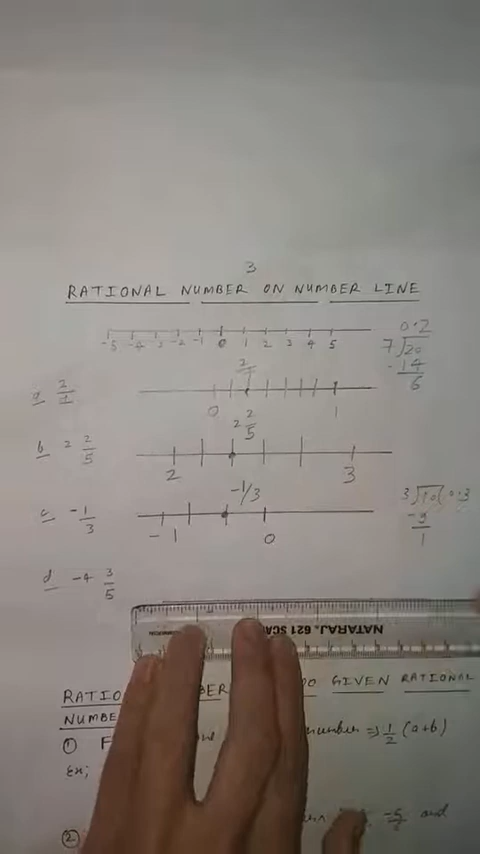 3
RATIONAL NUMBER ON NUMBER LINE
-5 -4 -3 -2 -1 0 1 2 3 4 5
0.2
7 20
-14
6
a 2/7
2/7
0 1
b 2 2/5
2 2/5
2 3
c -1/3
-1/3
-1 0
3 10 0.3
-9
1
d -4 3/5
NATARAJ. 621
RATIO BER GIVEN RATIONAL
NUMB
① number ⇒ 1/2 (a+b)
Ex;
and
②